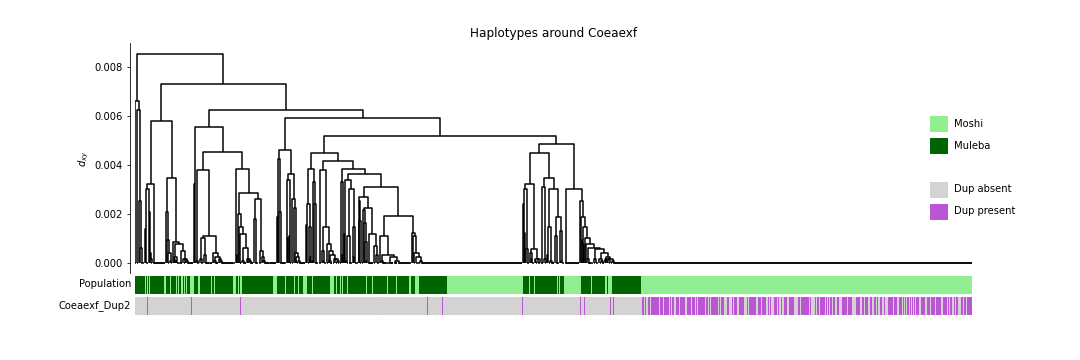 Haplotypes around Coeaexf
0.008
0.006
0.004
0.002
0.000
dxy
Moshi
Muleba
Dup absent
Dup present
Population
Coeaexf_Dup2